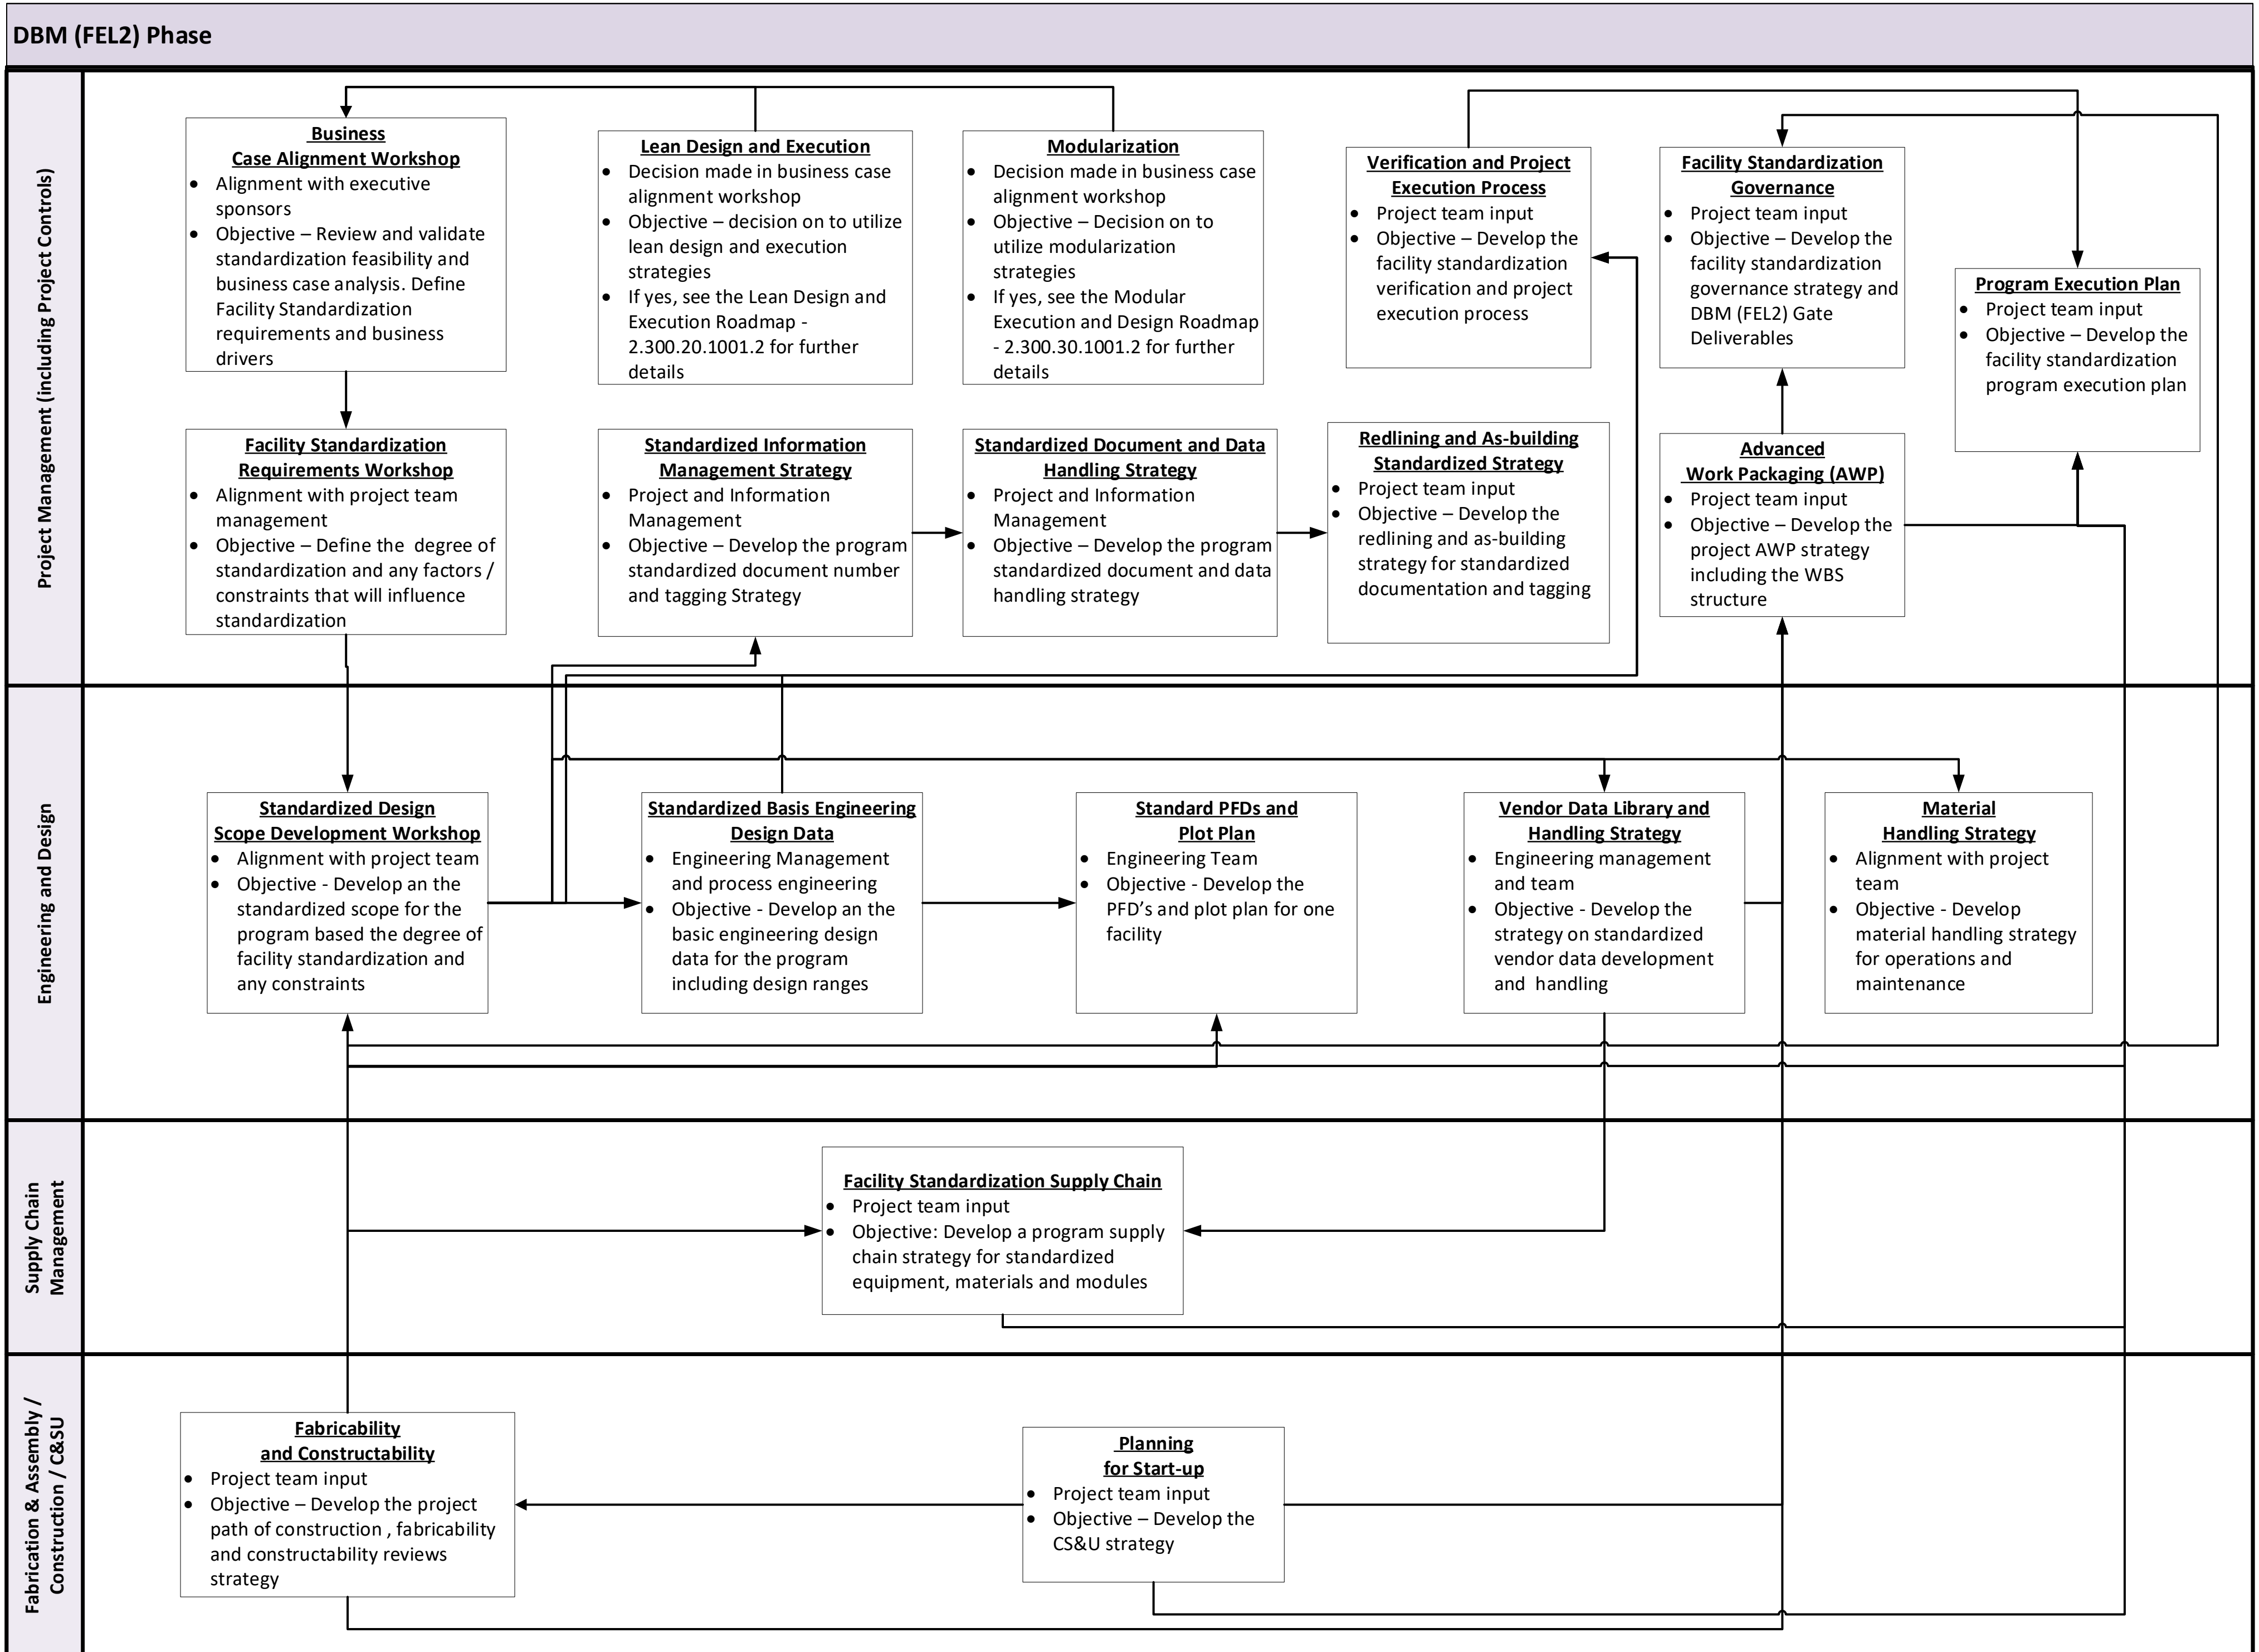 DBM (FEL2) Phase
Project Management (including Project Controls)
Business
Case Alignment Workshop
• Alignment with executive
sponsors
• Objective – Review and validate
standardization feasibility and
business case analysis. Define
Facility Standardization
requirements and business
drivers
Lean Design and Execution
• Decision made in business case
alignment workshop
• Objective – decision on to utilize
lean design and execution
strategies
• If yes, see the Lean Design and
Execution Roadmap -
2.300.20.1001.2 for further
details
Modularization
• Decision made in business case
alignment workshop
• Objective – Decision on to
utilize modularization
strategies
• If yes, see the Modular
Execution and Design Roadmap
- 2.300.30.1001.2 for further
details
Verification and Project
Execution Process
• Project team input
• Objective – Develop the
facility standardization
verification and project
execution process
Facility Standardization
Governance
• Project team input
• Objective – Develop the
facility standardization
governance strategy and
DBM (FEL2) Gate
Deliverables
Program Execution Plan
• Project team input
• Objective – Develop the
facility standardization
program execution plan
Facility Standardization
Requirements Workshop
• Alignment with project team
management
• Objective – Define the degree of
standardization and any factors /
constraints that will influence
standardization
Standardized Information
Management Strategy
• Project and Information
Management
• Objective – Develop the program
standardized document number
and tagging Strategy
Standardized Document and Data
Handling Strategy
• Project and Information
Management
• Objective – Develop the program
standardized document and data
handling strategy
Redlining and As-building
Standardized Strategy
• Project team input
• Objective – Develop the
redlining and as-building
strategy for standardized
documentation and tagging
Advanced
Work Packaging (AWP)
• Project team input
• Objective – Develop the
project AWP strategy
including the WBS
structure
Engineering and Design
Standardized Design
Scope Development Workshop
• Alignment with project team
• Objective - Develop an the
standardized scope for the
program based the degree of
facility standardization and
any constraints
Standardized Basis Engineering
Design Data
• Engineering Management
and process engineering
• Objective - Develop an the
basic engineering design
data for the program
including design ranges
Standard PFDs and
Plot Plan
• Engineering Team
• Objective - Develop the
PFD’s and plot plan for one
facility
Vendor Data Library and
Handling Strategy
• Engineering management
and team
• Objective - Develop the
strategy on standardized
vendor data development
and handling
Material
Handling Strategy
• Alignment with project
team
• Objective - Develop
material handling strategy
for operations and
maintenance
Supply Chain
Management
Facility Standardization Supply Chain
• Project team input
• Objective: Develop a program supply
chain strategy for standardized
equipment, materials and modules
Fabrication & Assembly /
Construction / C&SU
Fabricability
and Constructability
• Project team input
• Objective – Develop the project
path of construction , fabricability
and constructability reviews
strategy
Planning
for Start-up
• Project team input
• Objective – Develop the
CS&U strategy